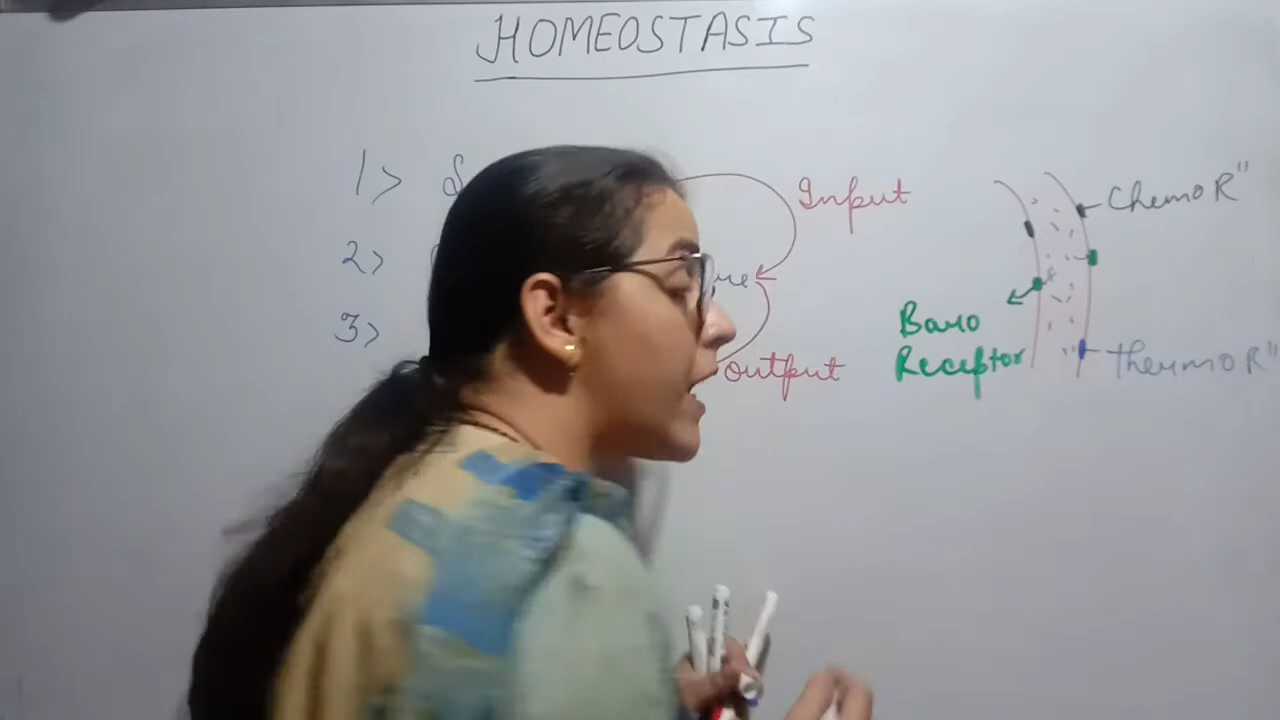 HOMEOSTASIS
1>
Input
2>
3>
output
Chemo R"
Baro
Receptor
thermo R"